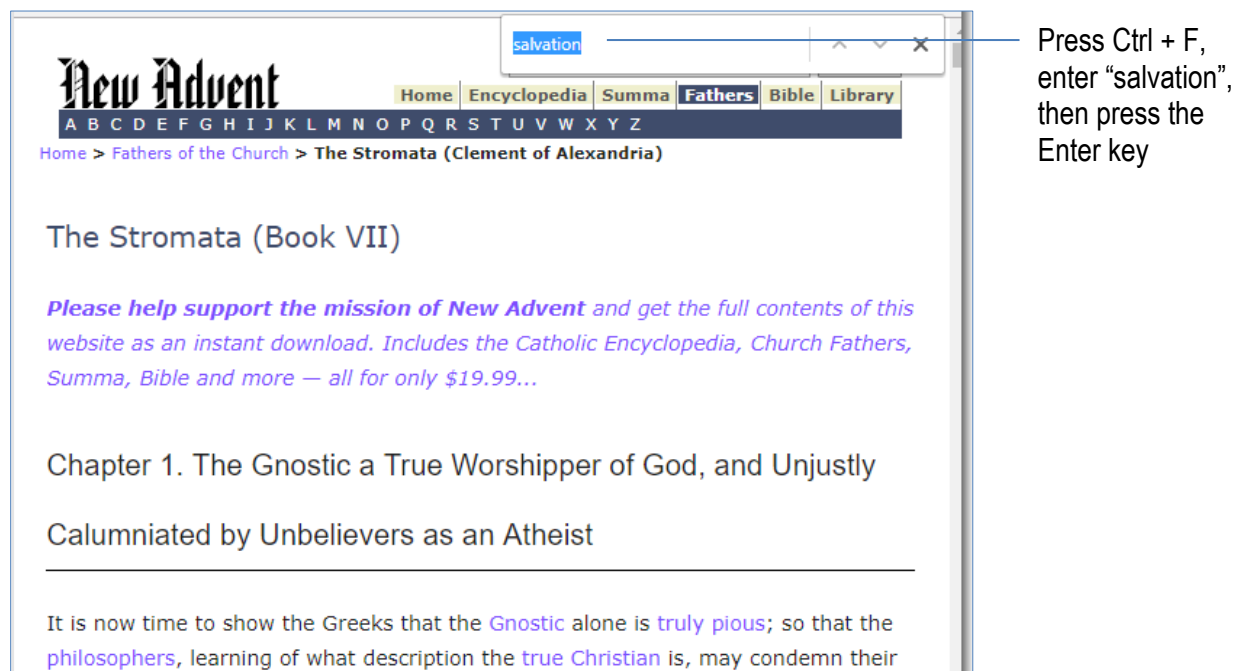 salvation
New Advent
Home Encyclopedia Summa Fathers Bible Library
A B C D E F G H I J K L M N O P Q R S T U V W X Y Z
Home > Fathers of the Church > The Stromata (Clement of Alexandria)
The Stromata (Book VII)
Please help support the mission of New Advent and get the full contents of this
website as an instant download. Includes the Catholic Encyclopedia, Church Fathers,
Summa, Bible and more — all for only $19.99...
Chapter 1. The Gnostic a True Worshipper of God, and Unjustly
Calumniated by Unbelievers as an Atheist
It is now time to show the Greeks that the Gnostic alone is truly pious; so that the
philosophers, learning of what description the true Christian is, may condemn their
Press Ctrl + F,
enter “salvation”,
then press the
Enter key